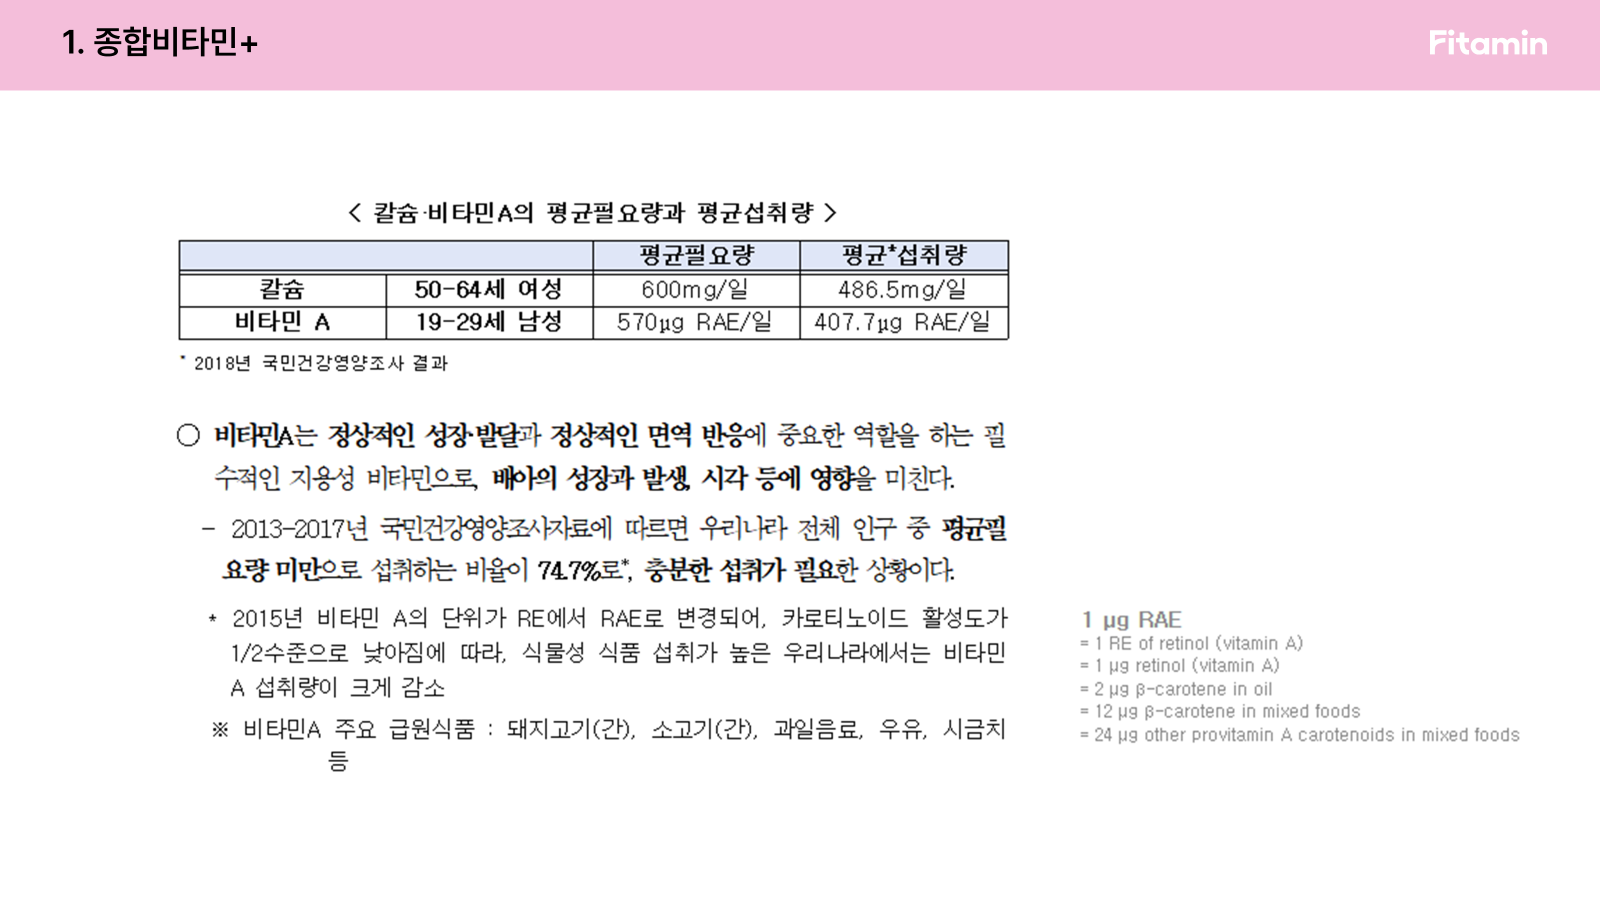 1. 종합비타민+
Fitamin
< 칼슘·비타민A의 평균필요량과 평균섭취량 >
평균필요량 평균*섭취량
칼슘 50-64세 여성 600mg/일 486.5mg/일
비타민 A 19-29세 남성 570μg RAE/일 407.7μg RAE/일
* 2018년 국민건강영양조사 결과
○ 비타민A는 정상적인 성장·발달과 정상적인 면역 반응에 중요한 역할을 하는 필
수적인 지용성 비타민으로, 배아의 성장과 발생, 시각 등에 영향을 미친다.
- 2013-2017년 국민건강영양조사자료에 따르면 우리나라 전체 인구 중 평균필
요량 미만으로 섭취하는 비율이 74.7%로*, 충분한 섭취가 필요한 상황이다.
* 2015년 비타민 A의 단위가 RE에서 RAE로 변경되어, 카로티노이드 활성도가
1/2수준으로 낮아짐에 따라, 식물성 식품 섭취가 높은 우리나라에서는 비타민
A 섭취량이 크게 감소
※ 비타민A 주요 급원식품 : 돼지고기(간), 소고기(간), 과일음료, 우유, 시금치
등
1 μg RAE
= 1 RE of retinol (vitamin A)
= 1 μg retinol (vitamin A)
= 2 μg β-carotene in oil
= 12 μg β-carotene in mixed foods
= 24 μg other provitamin A carotenoids in mixed foods